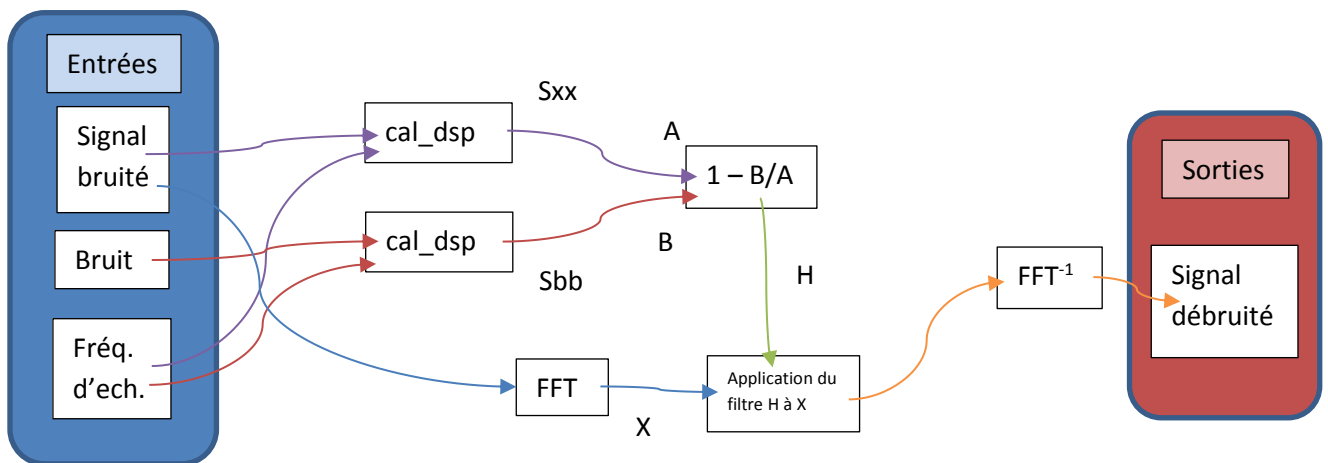 Entrées
Signal
bruité
Bruit
Fréq.
d'ech.
cal_dsp
Sxx
cal_dsp
Sbb
A
B
1 – B/A
H
FFT
X
Application du
filtre H à X
FFT-1
Sorties
Signal
débruité